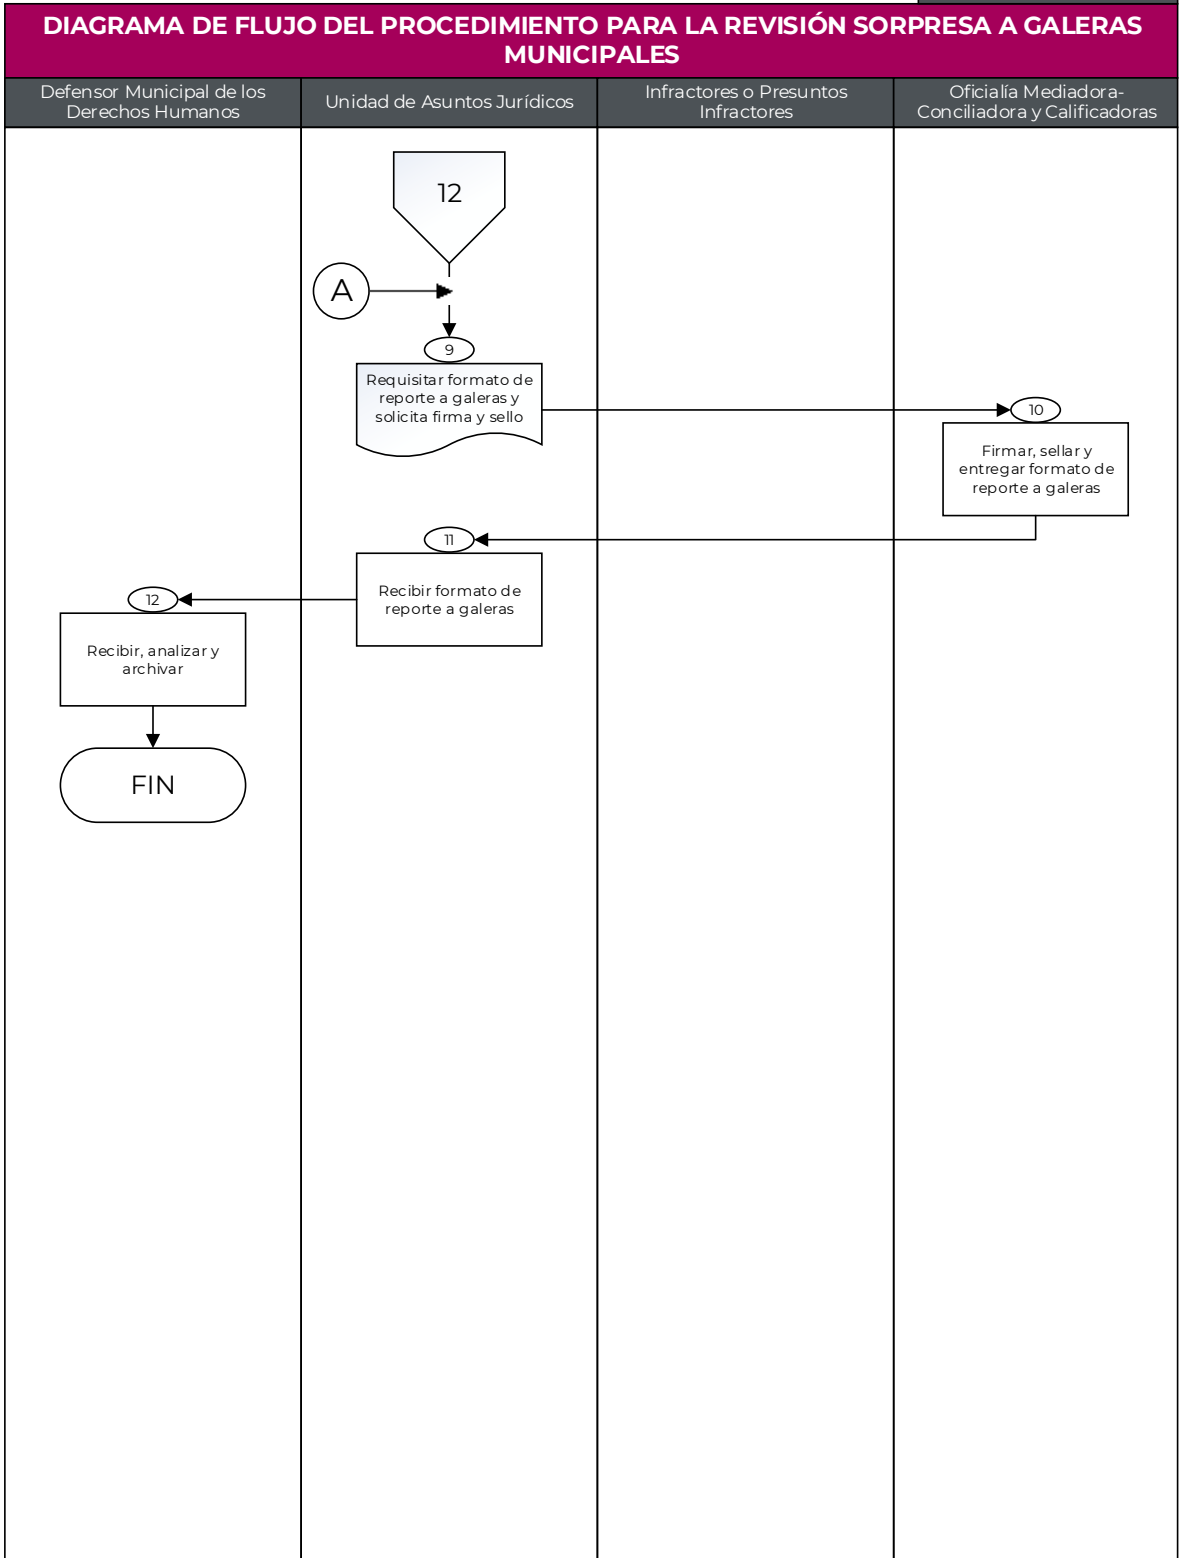 DIAGRAMA DE FLUJO DEL PROCEDIMIENTO PARA LA REVISIÓN SORPRESA A GALERAS
MUNICIPALES
Defensor Municipal de los
Derechos Humanos
Unidad de Asuntos Jurídicos
Infractores o Presuntos
Infractores
Oficialía Mediadora-
Conciliadora y Calificadoras
12
A
9
Requisitar formato de
reporte a galeras y
solicita firma y sello
10
Firmar, sellar y
entregar formato de
reporte a galeras
11
Recibir formato de
reporte a galeras
12
Recibir, analizar y
archivar
FIN